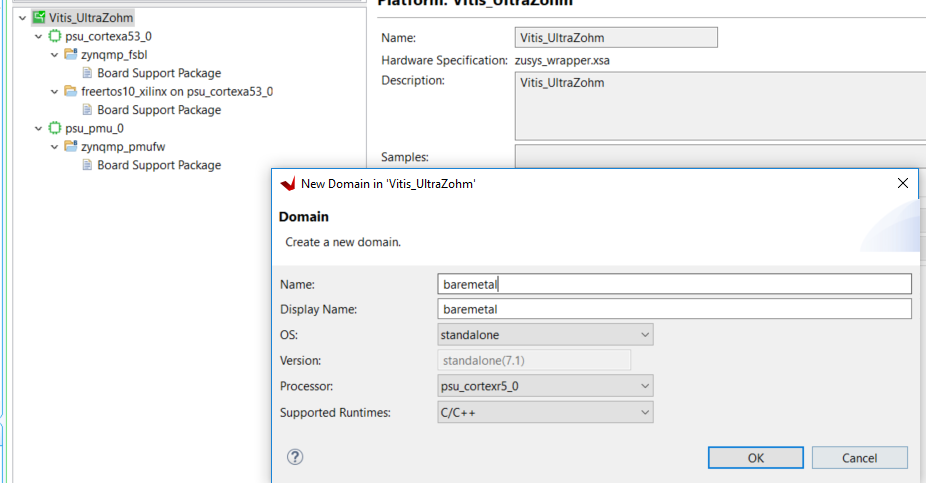 Vitis_UltraZohm
psu_cortexa53_0
zynqmp_fsbl
Board Support Package
freertos10_xilinx on psu_cortexa53_0
Board Support Package
psu_pmu_0
zynqmp_pmufw
Board Support Package
Platform: Vitis_UltraZohm
Name: Vitis_UltraZohm
Hardware Specification: zusys_wrapper.xsa
Description: Vitis_UltraZohm
Samples:
New Domain in 'Vitis_UltraZohm'
Domain
Create a new domain.
Name: baremetal
Display Name: baremetal
OS: standalone
Version: standalone(7.1)
Processor: psu_cortexr5_0
Supported Runtimes: C/C++
OK Cancel